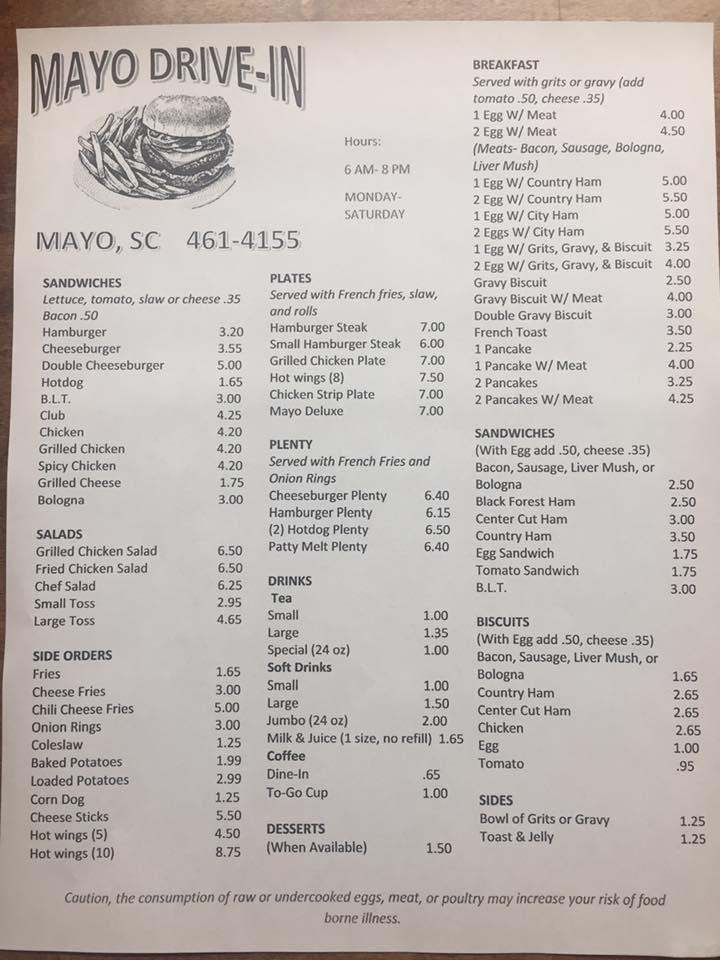 MAYO DRIVE-IN
Hours:
6 AM- 8 PM
MONDAY-
SATURDAY
MAYO, SC 461-4155
SANDWICHES
Lettuce, tomato, slaw or cheese .35
Bacon .50
Hamburger 3.20
Cheeseburger 3.55
Double Cheeseburger 5.00
Hotdog 1.65
B.L.T. 3.00
Club 4.25
Chicken 4.20
Grilled Chicken 4.20
Spicy Chicken 4.20
Grilled Cheese 1.75
Bologna 3.00
SALADS
Grilled Chicken Salad 6.50
Fried Chicken Salad 6.50
Chef Salad 6.25
Small Toss 2.95
Large Toss 4.65
SIDE ORDERS
Fries 1.65
Cheese Fries 3.00
Chili Cheese Fries 5.00
Onion Rings 3.00
Coleslaw 1.25
Baked Potatoes 1.99
Loaded Potatoes 2.99
Corn Dog 1.25
Cheese Sticks 5.50
Hot wings (5) 4.50
Hot wings (10) 8.75
PLATES
Served with French fries, slaw,
and rolls
Hamburger Steak 7.00
Small Hamburger Steak 6.00
Grilled Chicken Plate 7.00
Hot wings (8) 7.50
Chicken Strip Plate 7.00
Mayo Deluxe 7.00
PLENTY
Served with French Fries and
Onion Rings
Cheeseburger Plenty 6.40
Hamburger Plenty 6.15
(2) Hotdog Plenty 6.50
Patty Melt Plenty 6.40
DRINKS
Tea
Small 1.00
Large 1.35
Special (24 oz) 1.00
Soft Drinks
Small 1.00
Large 1.50
Jumbo (24 oz) 2.00
Milk & Juice (1 size, no refill) 1.65
Coffee
Dine-In .65
To-Go Cup 1.00
DESSERTS
(When Available) 1.50
BREAKFAST
Served with grits or gravy (add
tomato .50, cheese .35)
1 Egg W/ Meat 4.00
2 Egg W/ Meat 4.50
(Meats- Bacon, Sausage, Bologna,
Liver Mush)
1 Egg W/ Country Ham 5.00
2 Egg W/ Country Ham 5.50
1 Egg W/ City Ham 5.00
2 Eggs W/ City Ham 5.50
1 Egg W/ Grits, Gravy, & Biscuit 3.25
2 Egg W/ Grits, Gravy, & Biscuit 4.00
Gravy Biscuit 2.50
Gravy Biscuit W/ Meat 4.00
Double Gravy Biscuit 3.00
French Toast 3.50
1 Pancake 2.25
1 Pancake W/ Meat 4.00
2 Pancakes 3.25
2 Pancakes W/ Meat 4.25
SANDWICHES
(With Egg add .50, cheese .35)
Bacon, Sausage, Liver Mush, or
Bologna 2.50
Black Forest Ham 2.50
Center Cut Ham 3.00
Country Ham 3.50
Egg Sandwich 1.75
Tomato Sandwich 1.75
B.L.T. 3.00
BISCUITS
(With Egg add .50, cheese .35)
Bacon, Sausage, Liver Mush, or
Bologna 1.65
Country Ham 2.65
Center Cut Ham 2.65
Chicken 2.65
Egg 1.00
Tomato .95
SIDES
Bowl of Grits or Gravy 1.25
Toast & Jelly 1.25
Caution, the consumption of raw or undercooked eggs, meat, or poultry may increase your risk of food
borne illness.